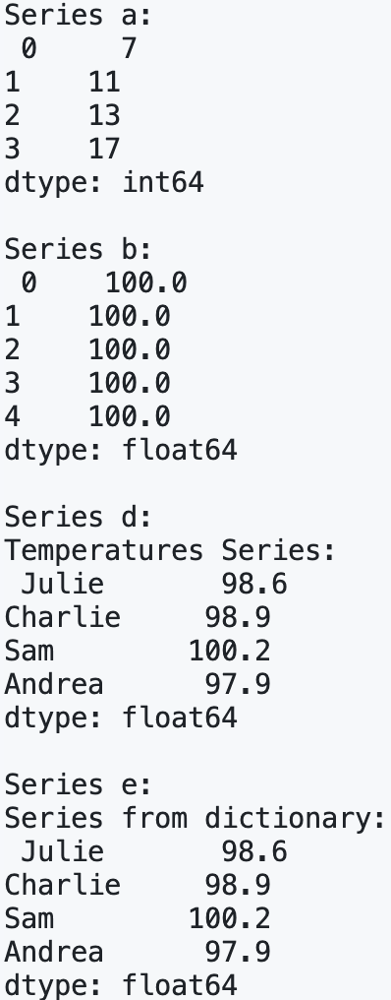 Series a:
 0     7
1    11
2    13
3    17
dtype: int64

Series b:
 0    100.0
1    100.0
2    100.0
3    100.0
4    100.0
dtype: float64

Series d:
Temperatures Series:
 Julie       98.6
Charlie     98.9
Sam        100.2
Andrea      97.9
dtype: float64

Series e:
Series from dictionary:
 Julie       98.6
Charlie     98.9
Sam        100.2
Andrea      97.9
dtype: float64